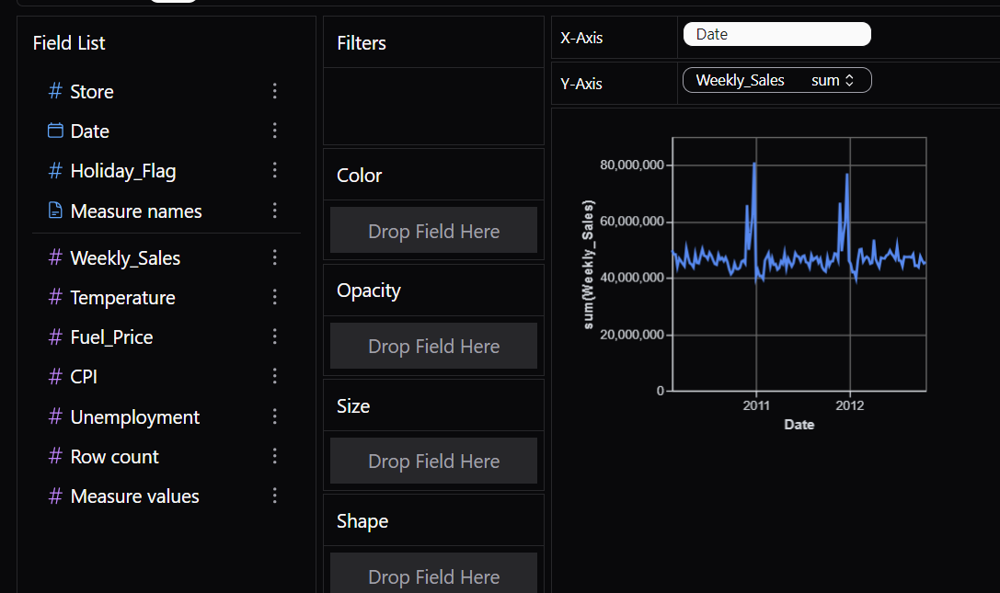 Field List
# Store
Date
# Holiday_Flag
Measure names
# Weekly_Sales
# Temperature
# Fuel_Price
# CPI
# Unemployment
# Row count
# Measure values
Filters
Color
Drop Field Here
Opacity
Drop Field Here
Size
Drop Field Here
Shape
Drop Field Here
X-Axis
Date
Y-Axis
Weekly_Sales sum
sum(Weekly_Sales)
80,000,000
60,000,000
40,000,000
20,000,000
0
2011 2012
Date